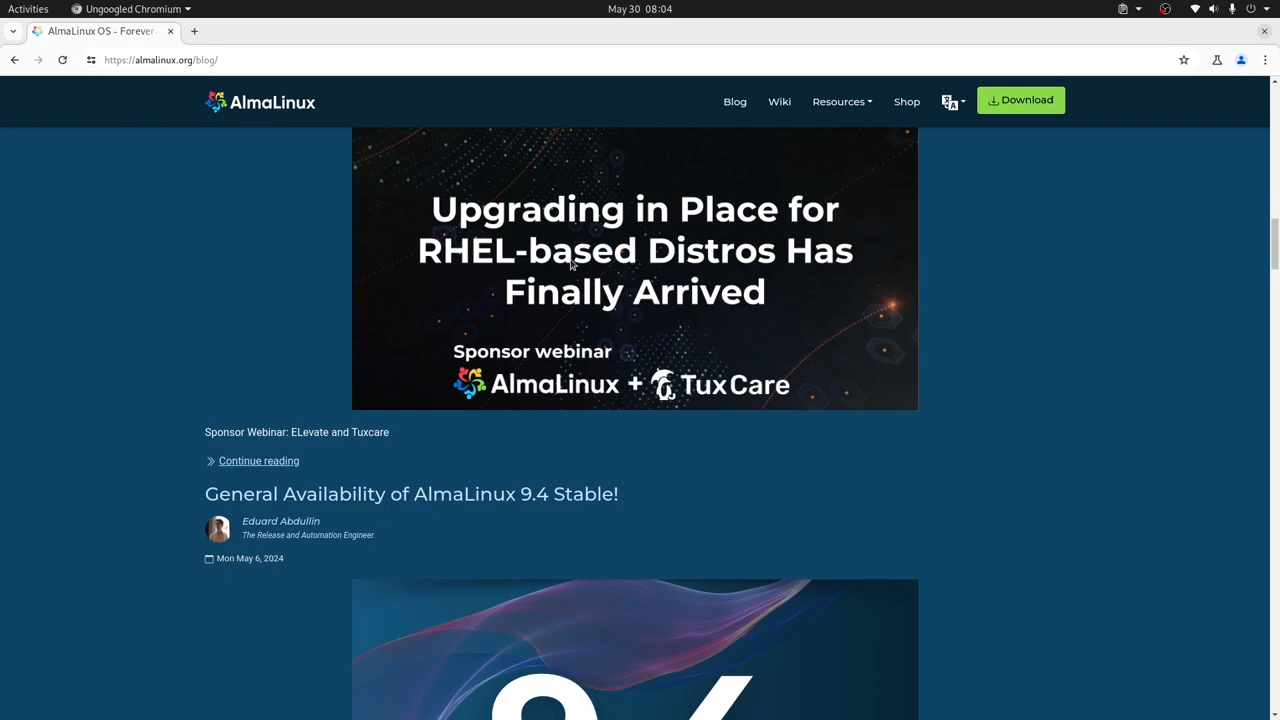 Activities
Ungoogled Chromium
May 30 08:04
AlmaLinux OS - Forever
https://almalinux.org/blog/
AlmaLinux
Blog
Wiki
Resources
Shop
Download
Upgrading in Place for
RHEL-based Distros Has
Finally Arrived
Sponsor webinar
AlmaLinux + TuxCare
Sponsor Webinar: ELevate and Tuxcare
Continue reading
General Availability of AlmaLinux 9.4 Stable!
Eduard Abdullin
The Release and Automation Engineer.
Mon May 6, 2024